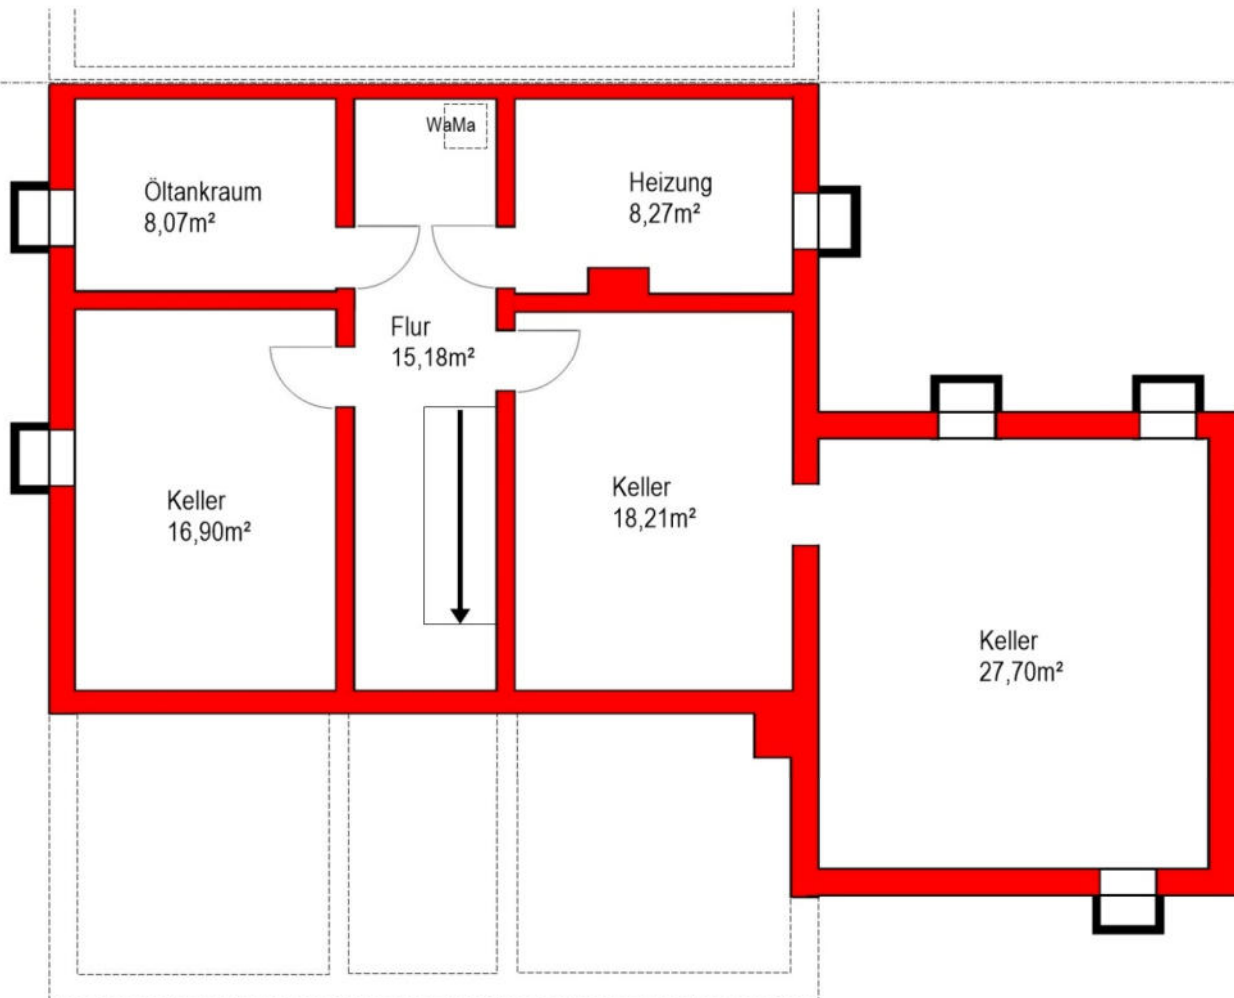 WaMa
Öltankraum
8,07m²
Heizung
8,27m²
Flur
15,18m²
Keller
16,90m²
Keller
18,21m²
Keller
27,70m²